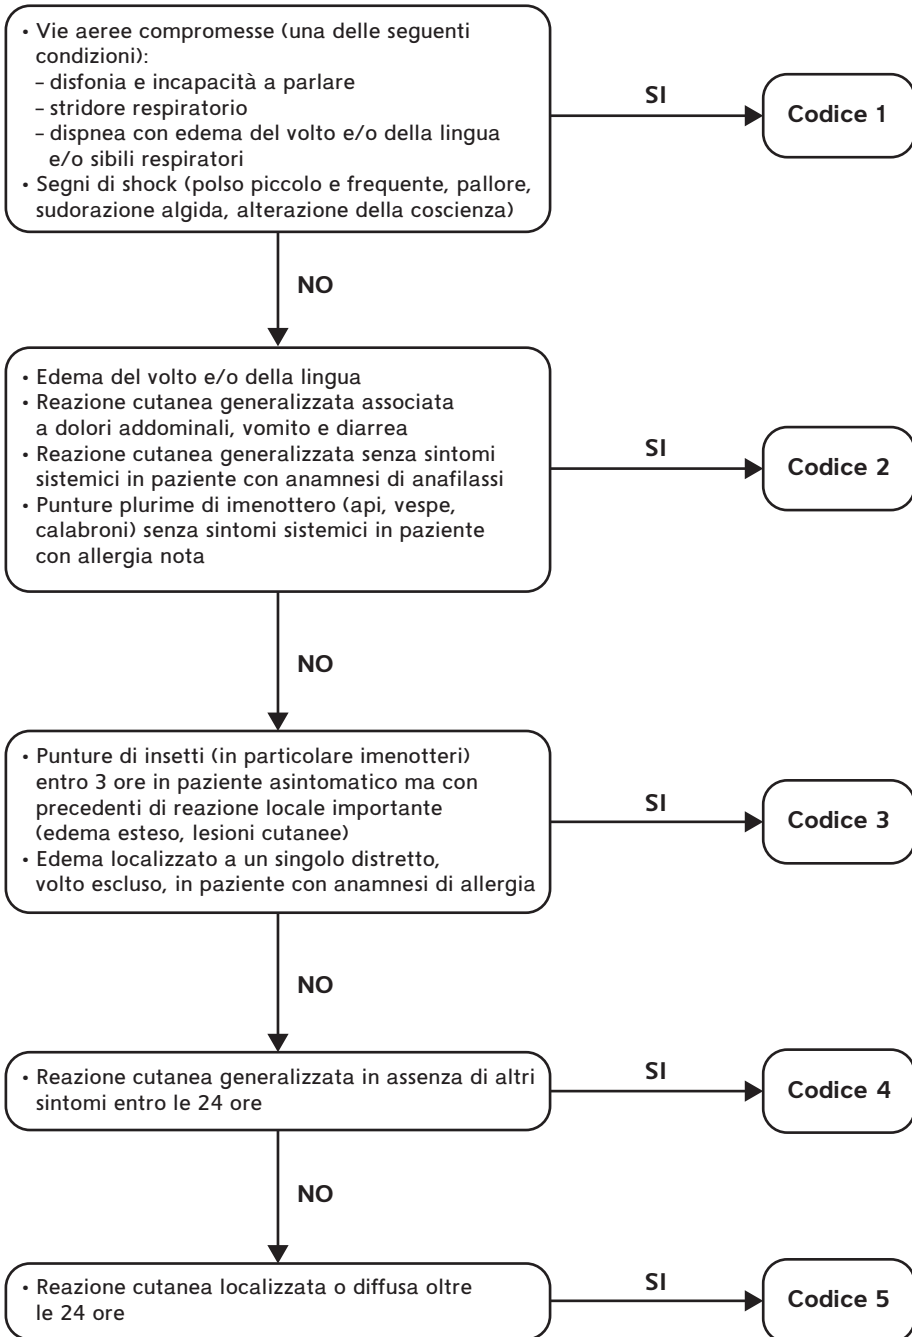 • Vie aeree compromesse (una delle seguenti
condizioni):
– disfonia e incapacità a parlare
– stridore respiratorio
– dispnea con edema del volto e/o della lingua
e/o sibili respiratori
• Segni di shock (polso piccolo e frequente, pallore,
sudorazione algida, alterazione della coscienza)
SI
Codice 1
NO
• Edema del volto e/o della lingua
• Reazione cutanea generalizzata associata
a dolori addominali, vomito e diarrea
• Reazione cutanea generalizzata senza sintomi
sistemici in paziente con anamnesi di anafilassi
• Punture plurime di imenottero (api, vespe,
calabroni) senza sintomi sistemici in paziente
con allergia nota
SI
Codice 2
NO
• Punture di insetti (in particolare imenotteri)
entro 3 ore in paziente asintomatico ma con
precedenti di reazione locale importante
(edema esteso, lesioni cutanee)
• Edema localizzato a un singolo distretto,
volto escluso, in paziente con anamnesi di allergia
SI
Codice 3
NO
• Reazione cutanea generalizzata in assenza di altri
sintomi entro le 24 ore
SI
Codice 4
NO
• Reazione cutanea localizzata o diffusa oltre
le 24 ore
SI
Codice 5